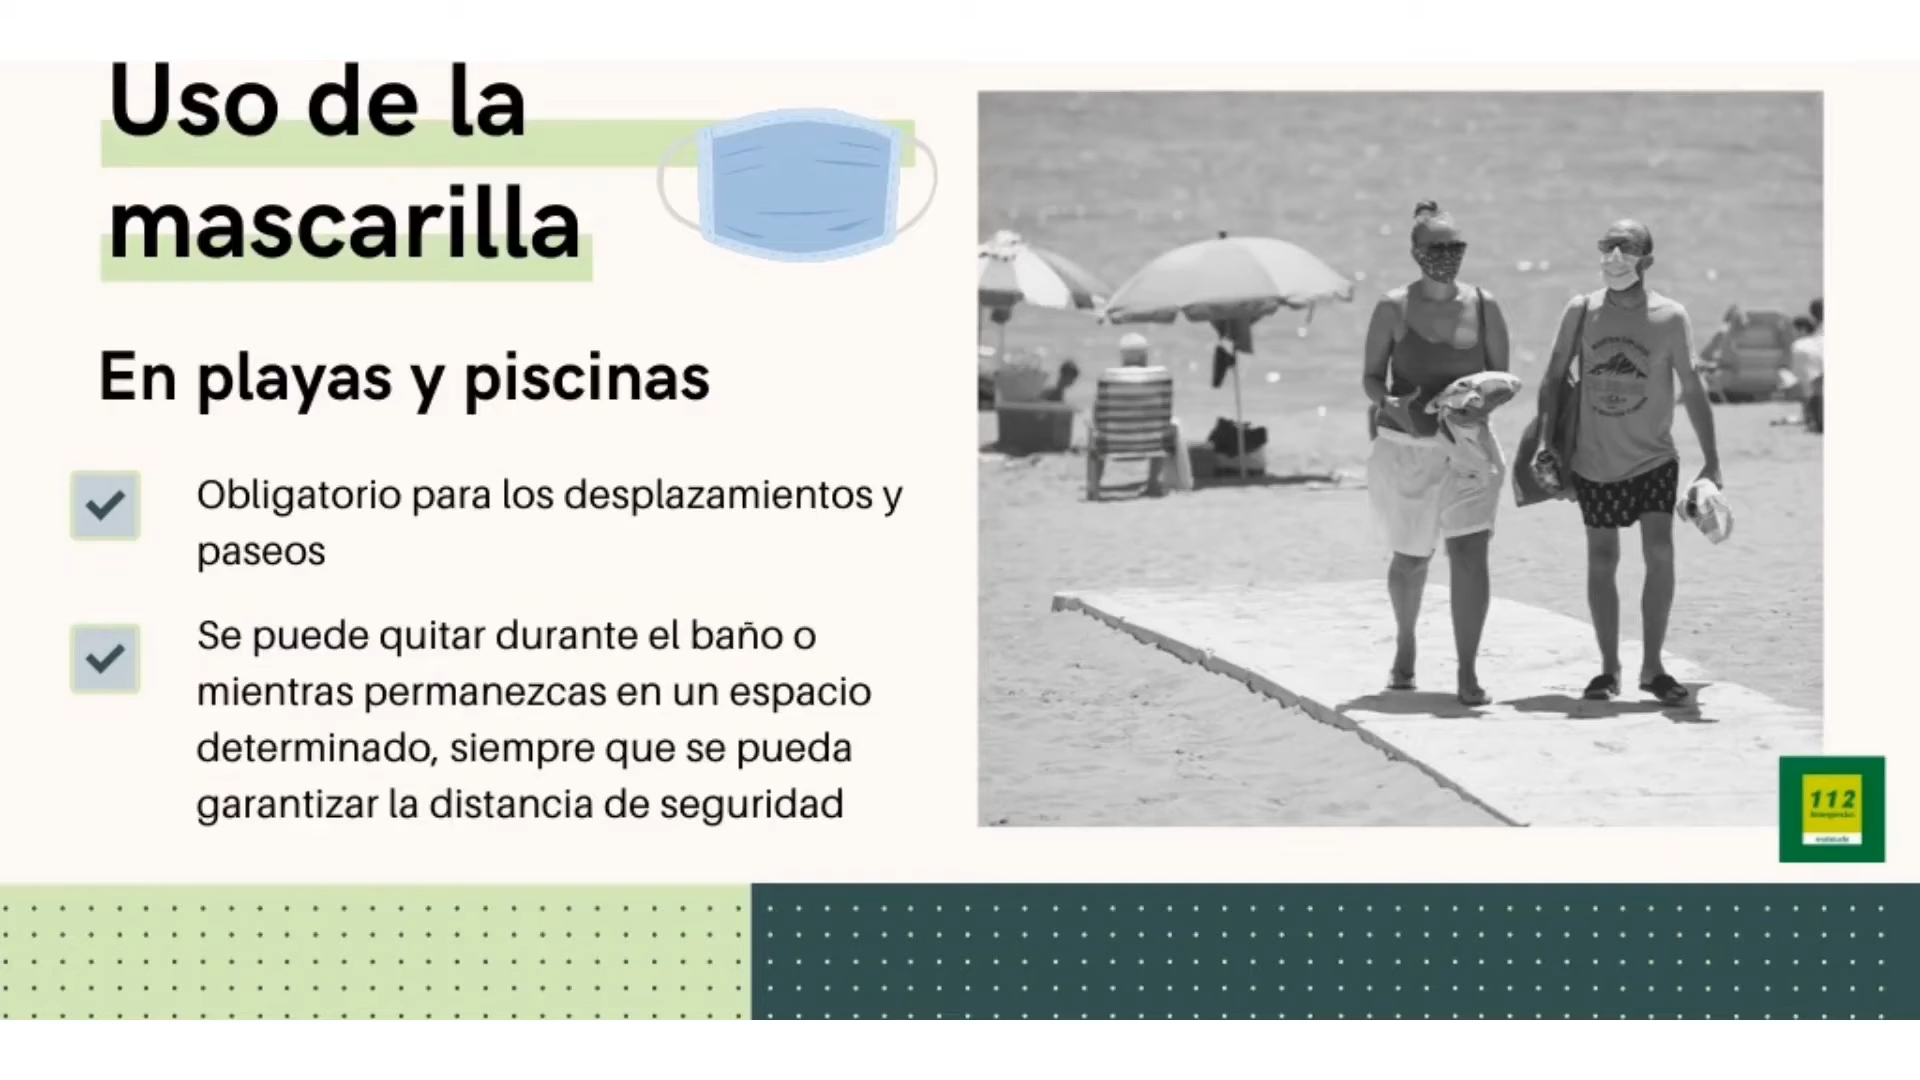 Uso de la
mascarilla
En playas y piscinas
Obligatorio para los desplazamientos y
paseos
Se puede quitar durante el baño o
mientras permanezcas en un espacio
determinado, siempre que se pueda
garantizar la distancia de seguridad
112